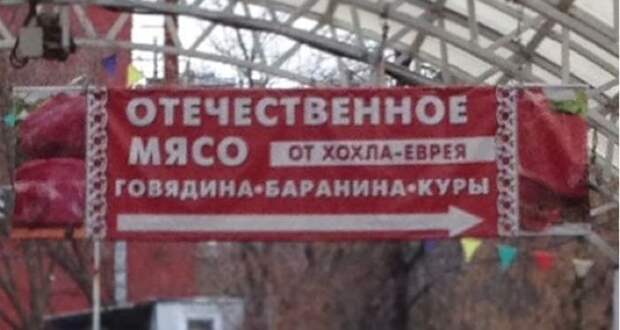 ОТЕЧЕСТВЕННОЕ
МЯСО ОТ ХОХЛА-ЕВРЕЯ
ГОВЯДИНА•БАРАНИНА•КУРЫ